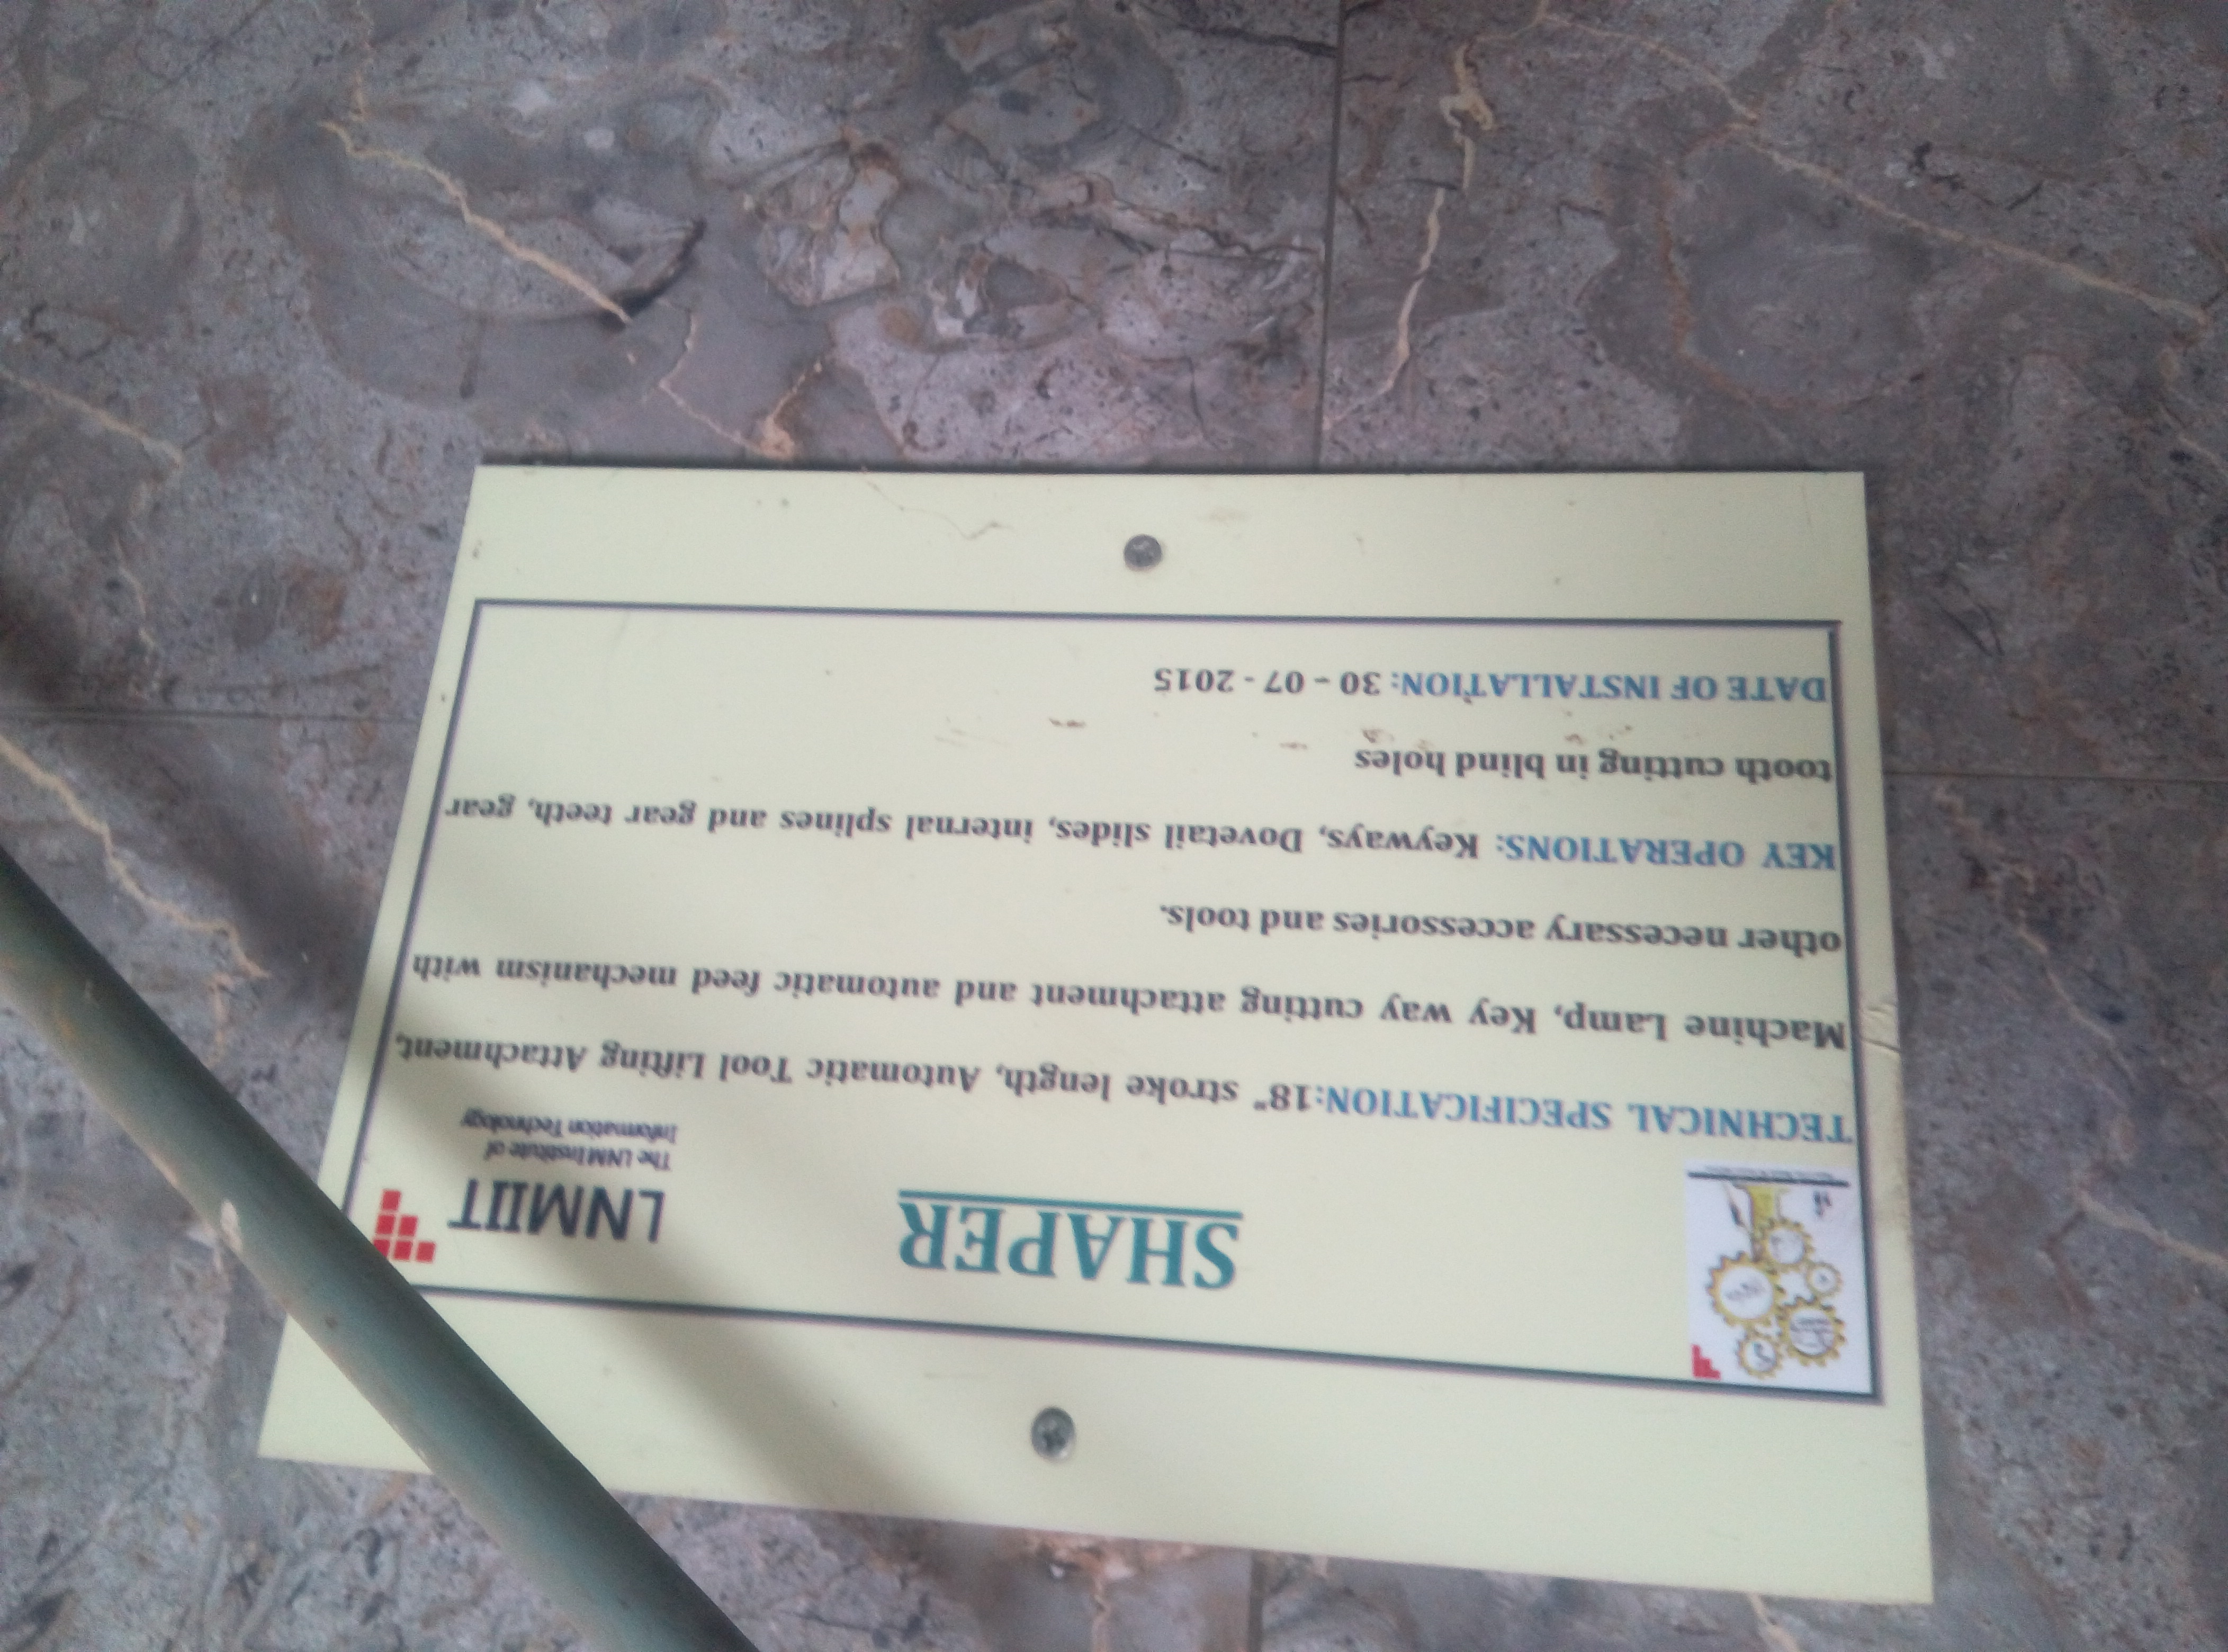 SHAPER
LNMIIT
The LNM Institute of
Information Technology
TECHNICAL SPECIFICATION:18" stroke length, Automatic Tool Lifting Attachment,
Machine Lamp, Key way cutting attachment and automatic feed mechanism with
other necessary accessories and tools.
KEY OPERATIONS: Keyways, Dovetail slides, internal splines and gear teeth, gear
tooth cutting in blind holes
DATE OF INSTALLATION: 30 – 07 - 2015